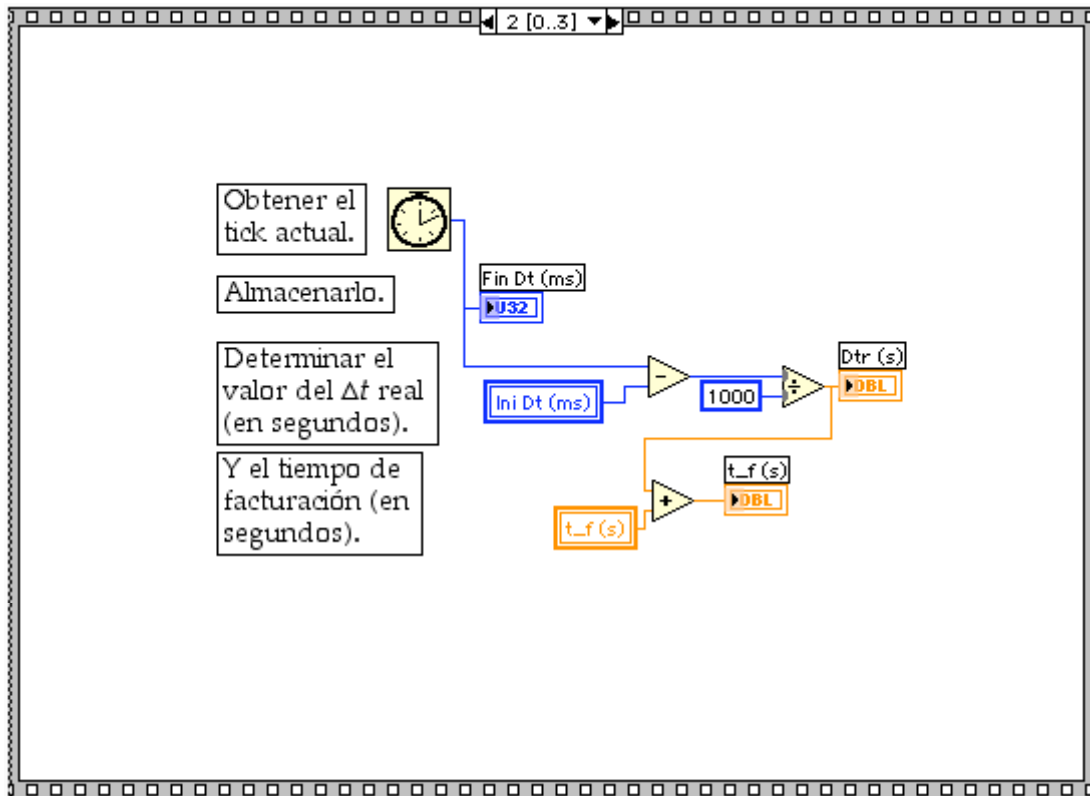 2 [0..3]
Obtener el
tick actual.
Fin Dt (ms)
Almacenarlo.
U32
Determinar el
valor del Δt real
(en segundos).
Dtr (s)
-
÷
DBL
1000
Ini Dt (ms)
Y el tiempo de
facturación (en
segundos).
t_f (s)
+
DBL
t_f (s)